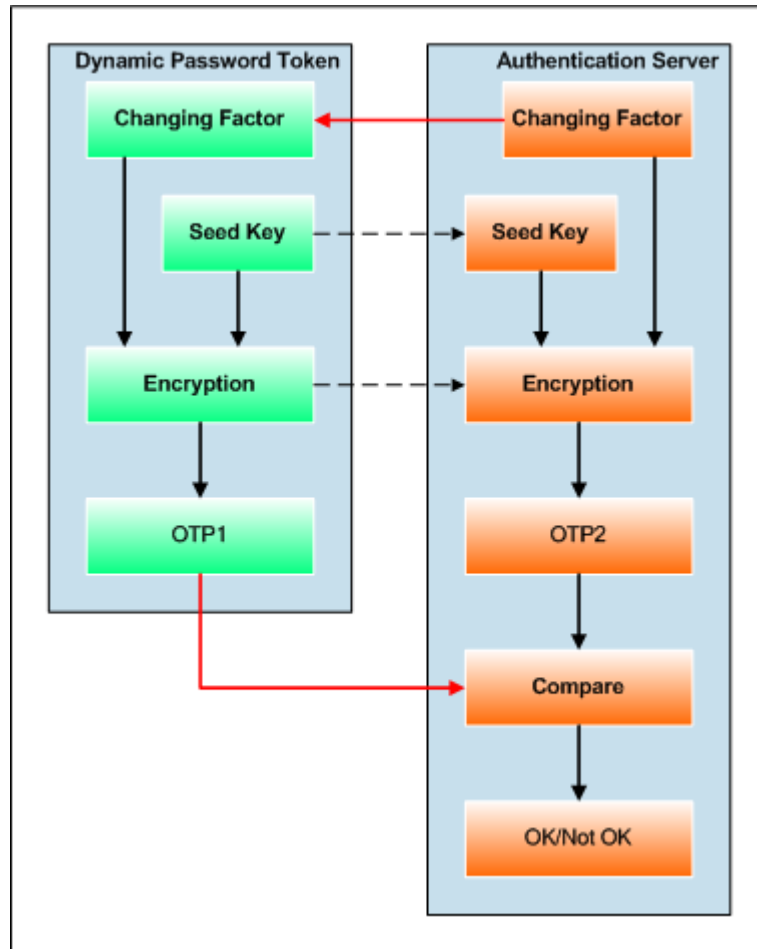 Dynamic Password Token
Authentication Server
Changing Factor
Changing Factor
Seed Key
Seed Key
Encryption
Encryption
OTP1
OTP2
Compare
OK/Not OK